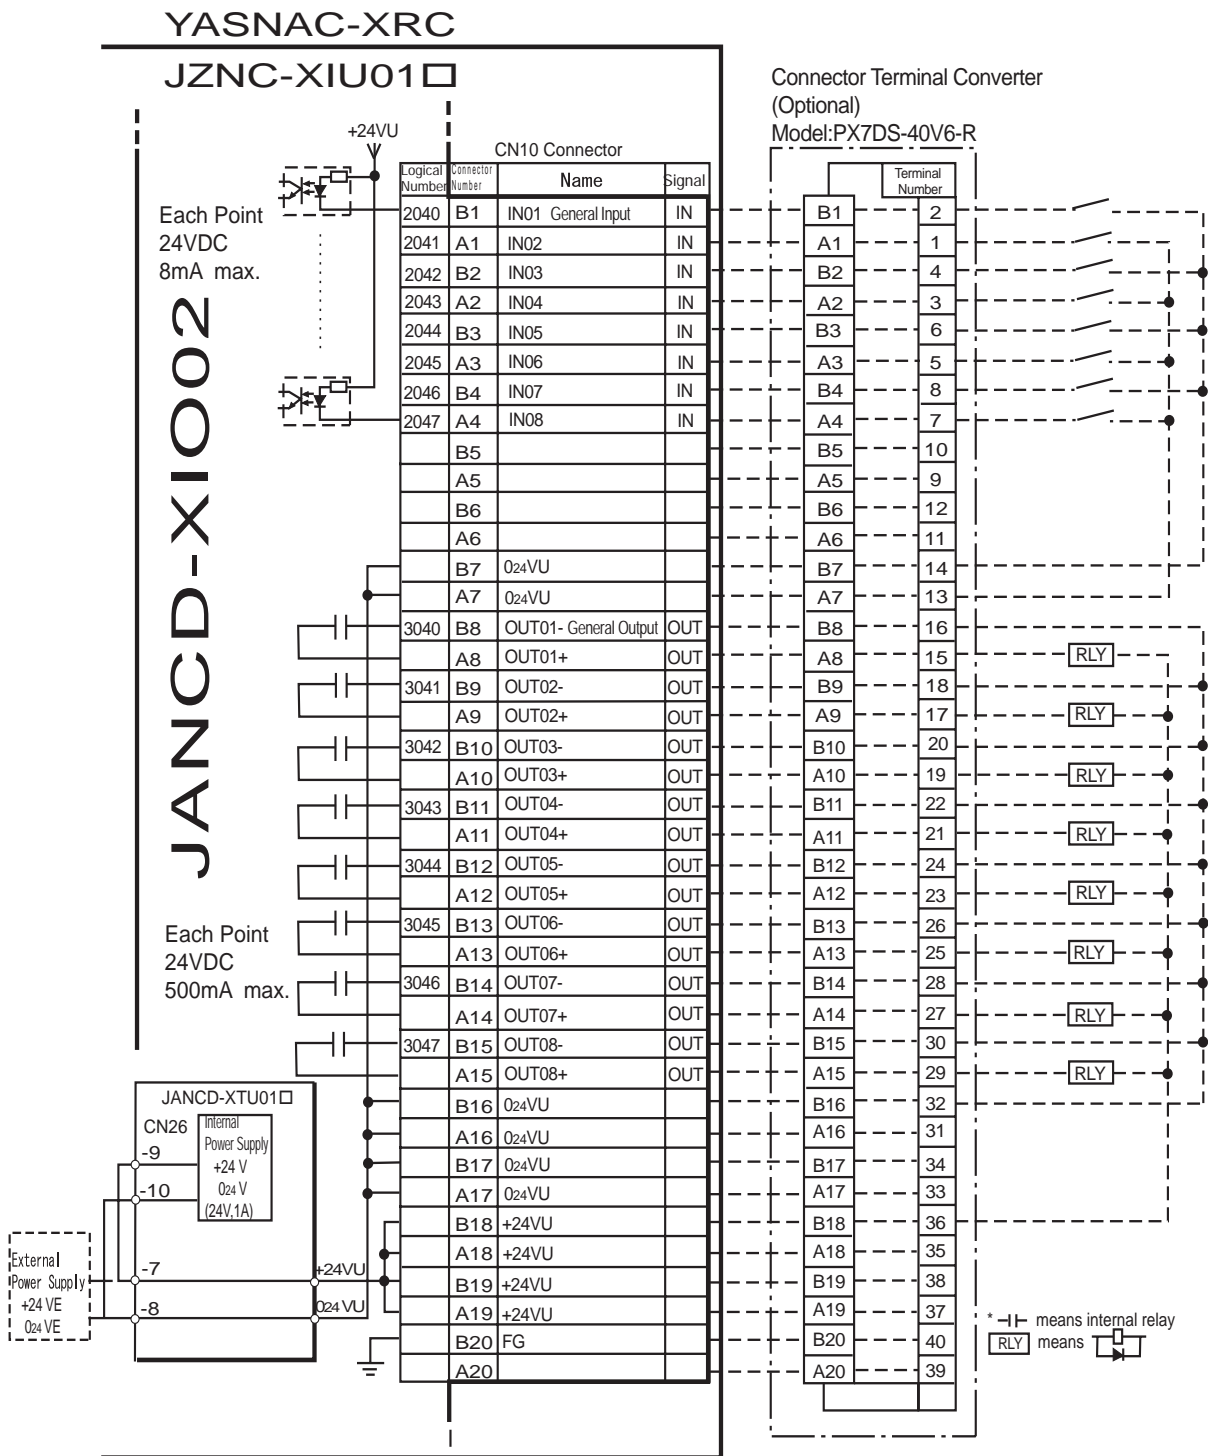 YASNAC-XRC
JZNC-XIU01□
Connector Terminal Converter
(Optional)
Model:PX7DS-40V6-R
+24VU
CN10 Connector
Logical Number Connector Number Name Signal
Terminal Number
Each Point
24VDC
8mA max.
JANCD-XIO02
2040 B1 IN01 General Input IN B1 2
2041 A1 IN02 IN A1 1
2042 B2 IN03 IN B2 4
2043 A2 IN04 IN A2 3
2044 B3 IN05 IN B3 6
2045 A3 IN06 IN A3 5
2046 B4 IN07 IN B4 8
2047 A4 IN08 IN A4 7
B5 B5 10
A5 A5 9
B6 B6 12
A6 A6 11
B7 024VU B7 14
A7 024VU A7 13
3040 B8 OUT01- General Output OUT B8 16
A8 OUT01+ OUT A8 15 RLY
3041 B9 OUT02- OUT B9 18
A9 OUT02+ OUT A9 17 RLY
3042 B10 OUT03- OUT B10 20
A10 OUT03+ OUT A10 19 RLY
3043 B11 OUT04- OUT B11 22
A11 OUT04+ OUT A11 21 RLY
3044 B12 OUT05- OUT B12 24
A12 OUT05+ OUT A12 23 RLY
3045 B13 OUT06- OUT B13 26
A13 OUT06+ OUT A13 25 RLY
3046 B14 OUT07- OUT B14 28
A14 OUT07+ OUT A14 27 RLY
3047 B15 OUT08- OUT B15 30
A15 OUT08+ OUT A15 29 RLY
B16 024VU B16 32
A16 024VU A16 31
B17 024VU B17 34
A17 024VU A17 33
B18 +24VU B18 36
A18 +24VU A18 35
B19 +24VU B19 38
A19 +24VU A19 37
B20 FG B20 40
A20 A20 39
Each Point
24VDC
500mA max.
JANCD-XTU01□
CN26
-9
-10
-7
-8
Internal
Power Supply
+24 V
024 V
(24V,1A)
External
Power Supply
+24 VE
024 VE
+24VU
024 VU
* means internal relay
RLY means